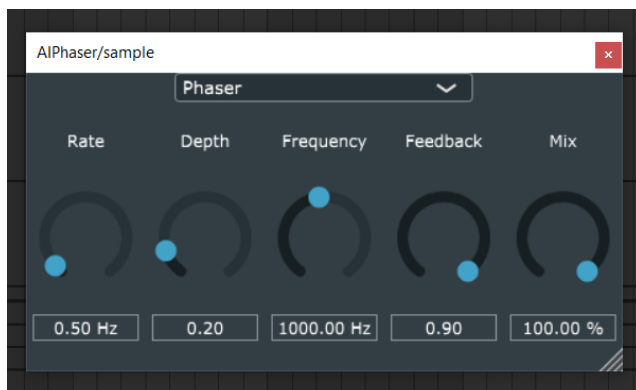 AIPhaser/sample
Phaser
Rate Depth Frequency Feedback Mix
0.50 Hz 0.20 1000.00 Hz 0.90 100.00 %